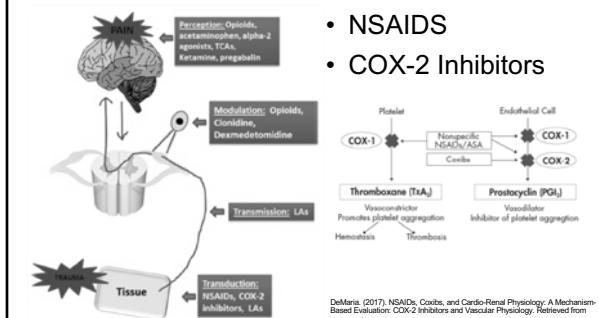 PAIN
Perception: Opioids,
acetaminophen, alpha-2
agonists, TCAs,
Ketamine, pregabalin
Modulation: Opioids,
Clonidine,
Dexmedetomidine
Transmission: LAs
TRAUMA
Tissue
Transduction:
NSAIDs, COX-2
inhibitors, LAs
• NSAIDS
• COX-2 Inhibitors
Platelet
Endothelial Cell
COX-1
Nonspecific
NSADs/ASA
Coxibs
COX-1
COX-2
Thromboxane (TxA₂)
Vasoconstrictor
Promotes platelet aggregation
Hemostasis
Thrombosis
Prostacyclin (PGI₂)
Vasodilator
Inhibitor of platelet aggregation
DeMaria. (2017). NSAIDs, Coxibs, and Cardio-Renal Physiology: A Mechanism-
Based Evaluation: COX-2 Inhibitors and Vascular Physiology. Retrieved from